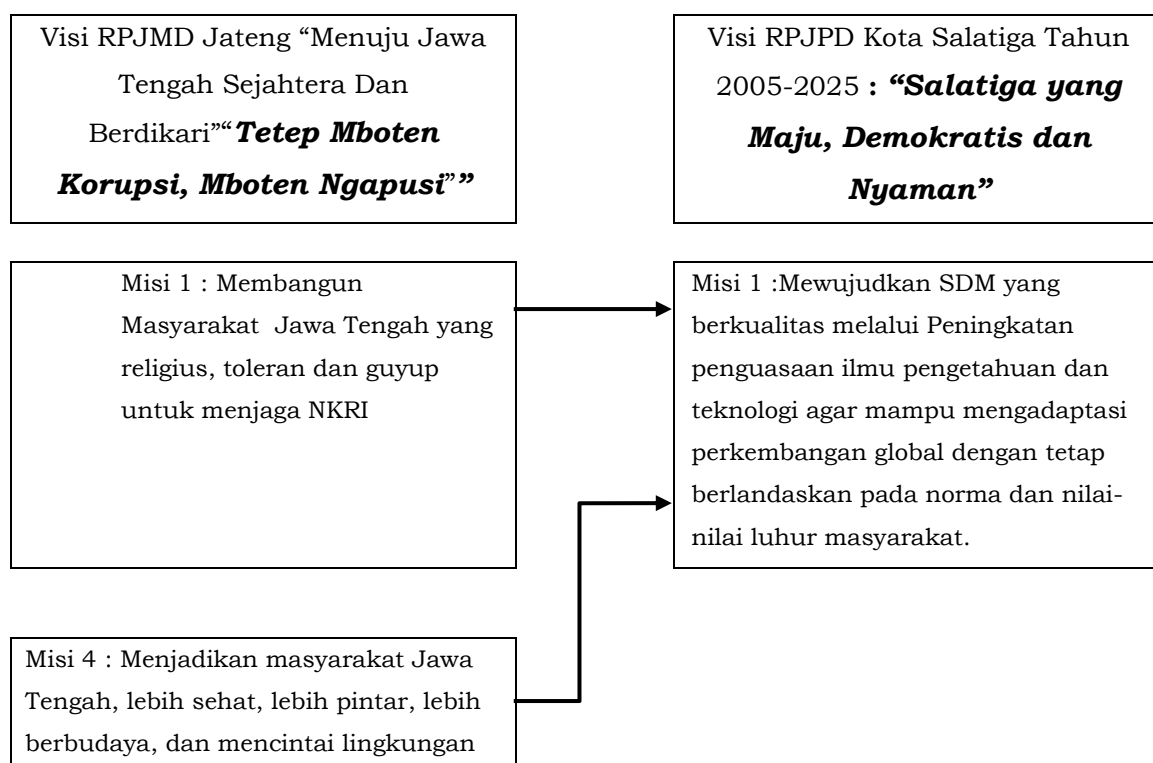 Visi RPJMD Jateng “Menuju Jawa
Tengah Sejahtera Dan
Berdikari”“Tetep Mboten
Korupsi, Mboten Ngapusi””
Visi RPJPD Kota Salatiga Tahun
2005-2025 : “Salatiga yang
Maju, Demokratis dan
Nyaman”
Misi 1 : Membangun
Masyarakat Jawa Tengah yang
religius, toleran dan guyup
untuk menjaga NKRI
Misi 1 :Mewujudkan SDM yang
berkualitas melalui Peningkatan
penguasaan ilmu pengetahuan dan
teknologi agar mampu mengadaptasi
perkembangan global dengan tetap
berlandaskan pada norma dan nilai-
nilai luhur masyarakat.
Misi 4 : Menjadikan masyarakat Jawa
Tengah, lebih sehat, lebih pintar, lebih
berbudaya, dan mencintai lingkungan